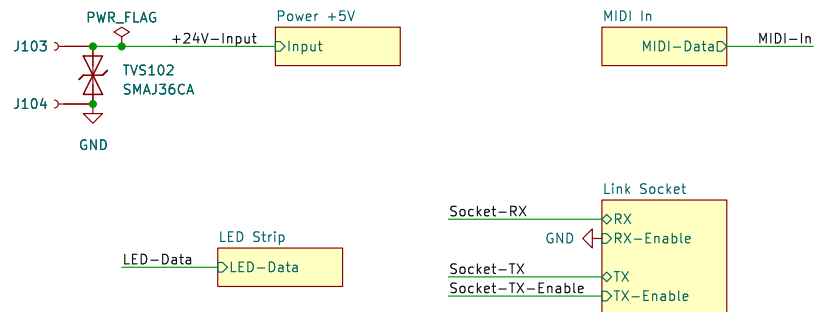 PWR_FLAG
Power +5V
MIDI In
J103
+24V-Input
Input
MIDI-Data
MIDI-In
TVS102
SMAJ36CA
J104
GND
Link Socket
Socket-RX
RX
LED Strip
GND
RX-Enable
LED-Data
LED-Data
Socket-TX
TX
Socket-TX-Enable
TX-Enable